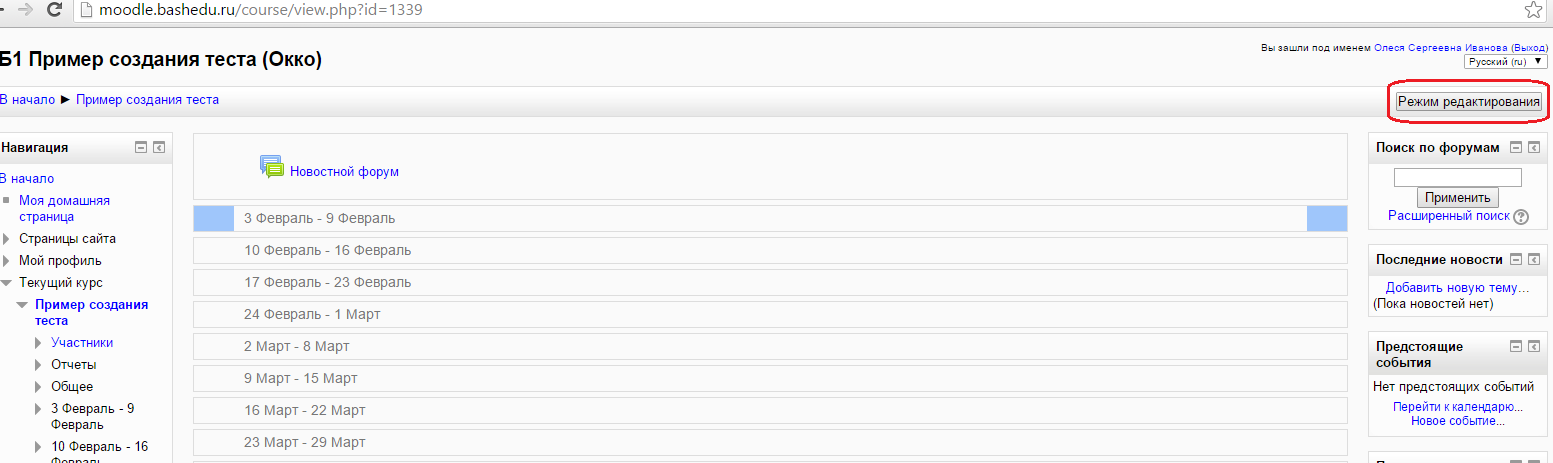 moodle.bashedu.ru/course/view.php?id=1339
Вы зашли под именем Олеся Сергеевна Иванова (Выход)
Б1 Пример создания теста (Окко)
Русский (ru)
В начало ► Пример создания теста
Режим редактирования
Навигация
В начало
Моя домашняя
страница
Страницы сайта
Мой профиль
Текущий курс
Пример создания
теста
Участники
Отчеты
Общее
3 Февраль - 9
Февраль
10 Февраль - 16
Февраль
Новостной форум
3 Февраль - 9 Февраль
10 Февраль - 16 Февраль
17 Февраль - 23 Февраль
24 Февраль - 1 Март
2 Март - 8 Март
9 Март - 15 Март
16 Март - 22 Март
23 Март - 29 Март
Поиск по форумам
Применить
Расширенный поиск ?
Последние новости
Добавить новую тему...
(Пока новостей нет)
Предстоящие
события
Нет предстоящих событий
Перейти к календарю...
Новое событие...